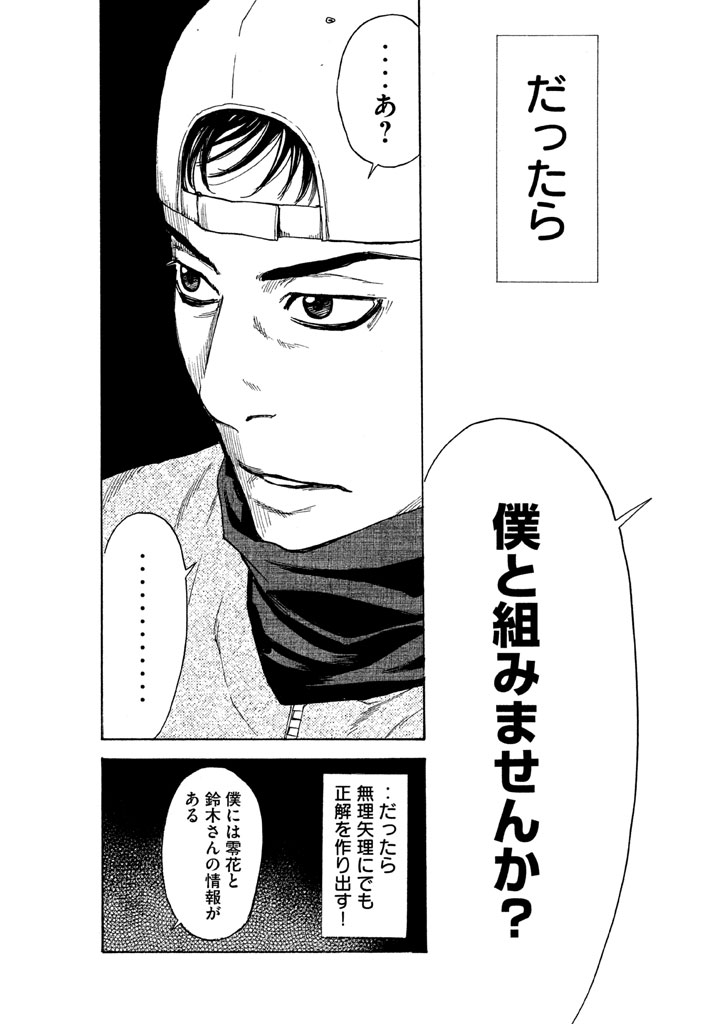 だったら
僕と組みませんか?
‥‥あ?
‥‥‥‥‥‥
‥だったら
無理矢理にでも
正解を作り出す!
僕には零花と
鈴木さんの情報が
ある